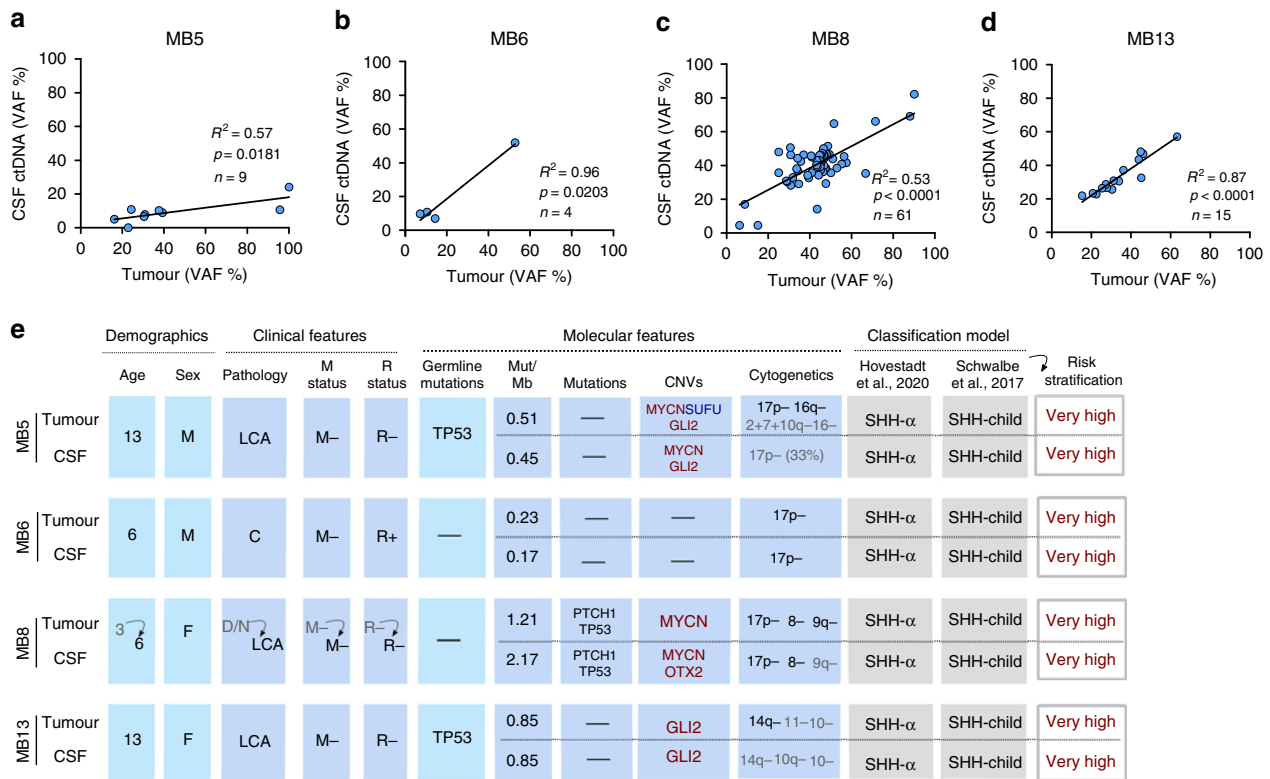 a
MB5
CSF ctDNA (VAF %)
100
80
60
40
20
0
R² = 0.57
p = 0.0181
n = 9
0 20 40 60 80 100
Tumour (VAF %)
b
MB6
CSF ctDNA (VAF %)
100
80
60
40
20
0
R² = 0.96
p = 0.0203
n = 4
0 20 40 60 80 100
Tumour (VAF %)
c
MB8
CSF ctDNA (VAF %)
100
80
60
40
20
0
R² = 0.53
p < 0.0001
n = 61
0 20 40 60 80 100
Tumour (VAF %)
d
MB13
CSF ctDNA (VAF %)
100
80
60
40
20
0
R² = 0.87
p < 0.0001
n = 15
0 20 40 60 80 100
Tumour (VAF %)
e
Demographics Clinical features Molecular features Classification model
Age Sex Pathology M status R status Germline mutations Mut/Mb Mutations CNVs Cytogenetics Hovestadt et al., 2020 Schwalbe et al., 2017 Risk stratification
MB5
Tumour 0.51 — MYCNSUFU GLI2 17p– 16q– 2+7+10q–16– SHH-α SHH-child Very high
13 M LCA M– R– TP53
CSF 0.45 — MYCN GLI2 17p– (33%) SHH-α SHH-child Very high
MB6
Tumour 0.23 — — 17p– SHH-α SHH-child Very high
6 M C M– R+ —
CSF 0.17 — — 17p– SHH-α SHH-child Very high
MB8
Tumour 1.21 PTCH1 TP53 MYCN 17p– 8– 9q– SHH-α SHH-child Very high
3 6 F D/N LCA M– M– R– R– —
CSF 2.17 PTCH1 TP53 MYCN OTX2 17p– 8– 9q– SHH-α SHH-child Very high
MB13
Tumour 0.85 — GLI2 14q– 11–10– SHH-α SHH-child Very high
13 F LCA M– R– TP53
CSF 0.85 — GLI2 14q–10q– 10– SHH-α SHH-child Very high